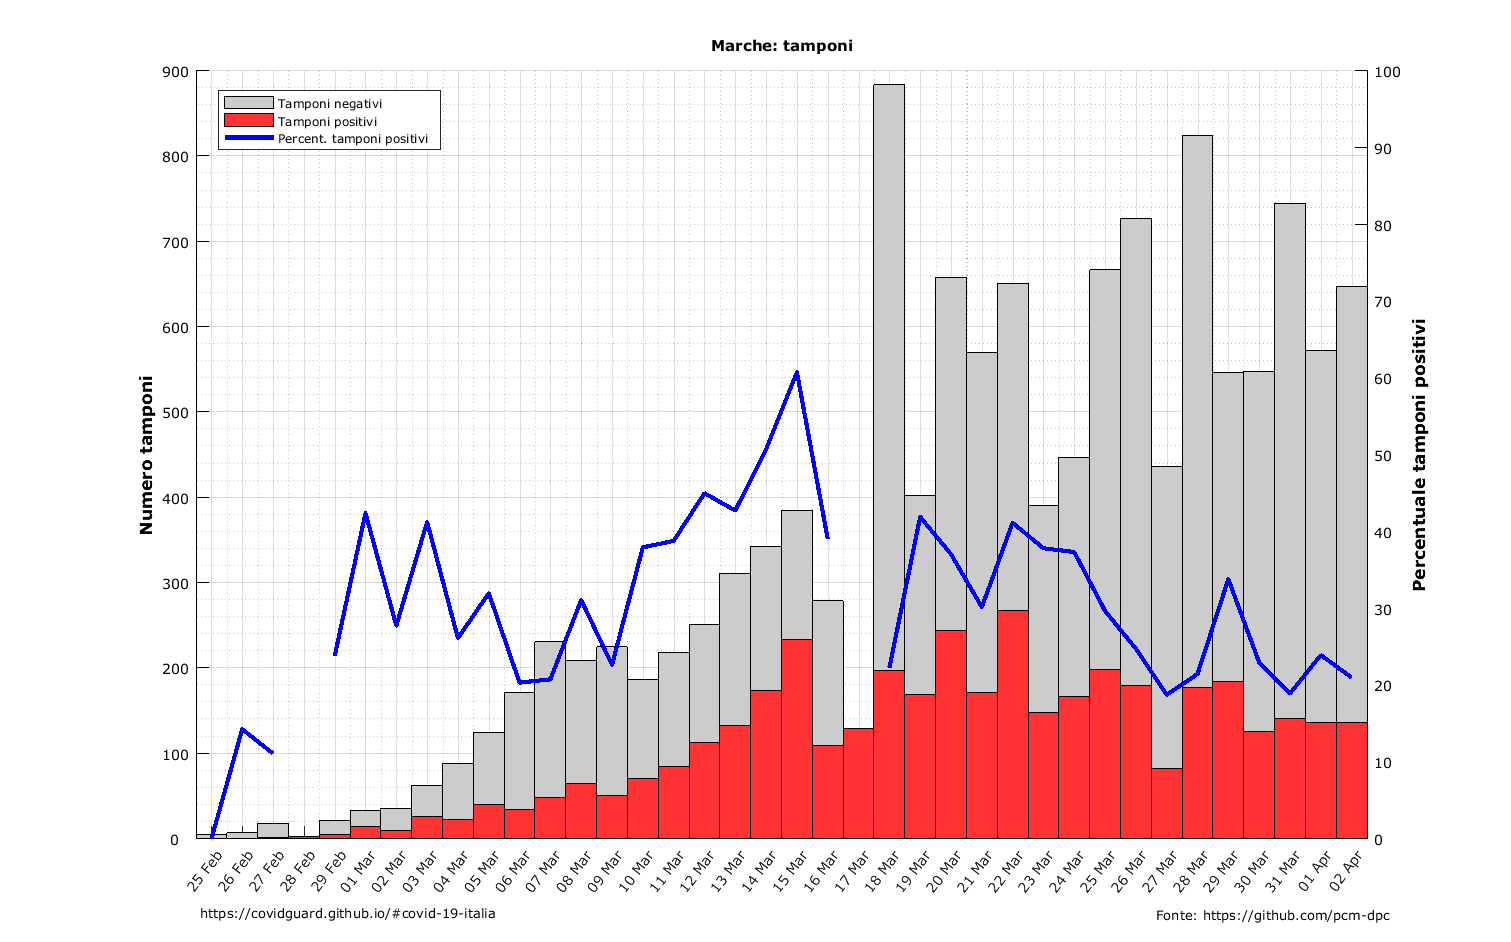 Marche: tamponi
Tamponi negativi
Tamponi positivi
Percent. tamponi positivi
Numero tamponi
900
800
700
600
500
400
300
200
100
0
100
90
80
70
60
50
40
30
20
10
0
Percentuale tamponi positivi
25 Feb
26 Feb
27 Feb
28 Feb
29 Feb
01 Mar
02 Mar
03 Mar
04 Mar
05 Mar
06 Mar
07 Mar
08 Mar
09 Mar
10 Mar
11 Mar
12 Mar
13 Mar
14 Mar
15 Mar
16 Mar
17 Mar
18 Mar
19 Mar
20 Mar
21 Mar
22 Mar
23 Mar
24 Mar
25 Mar
26 Mar
27 Mar
28 Mar
29 Mar
30 Mar
31 Mar
01 Apr
02 Apr
https://covidguard.github.io/#covid-19-italia
Fonte: https://github.com/pcm-dpc